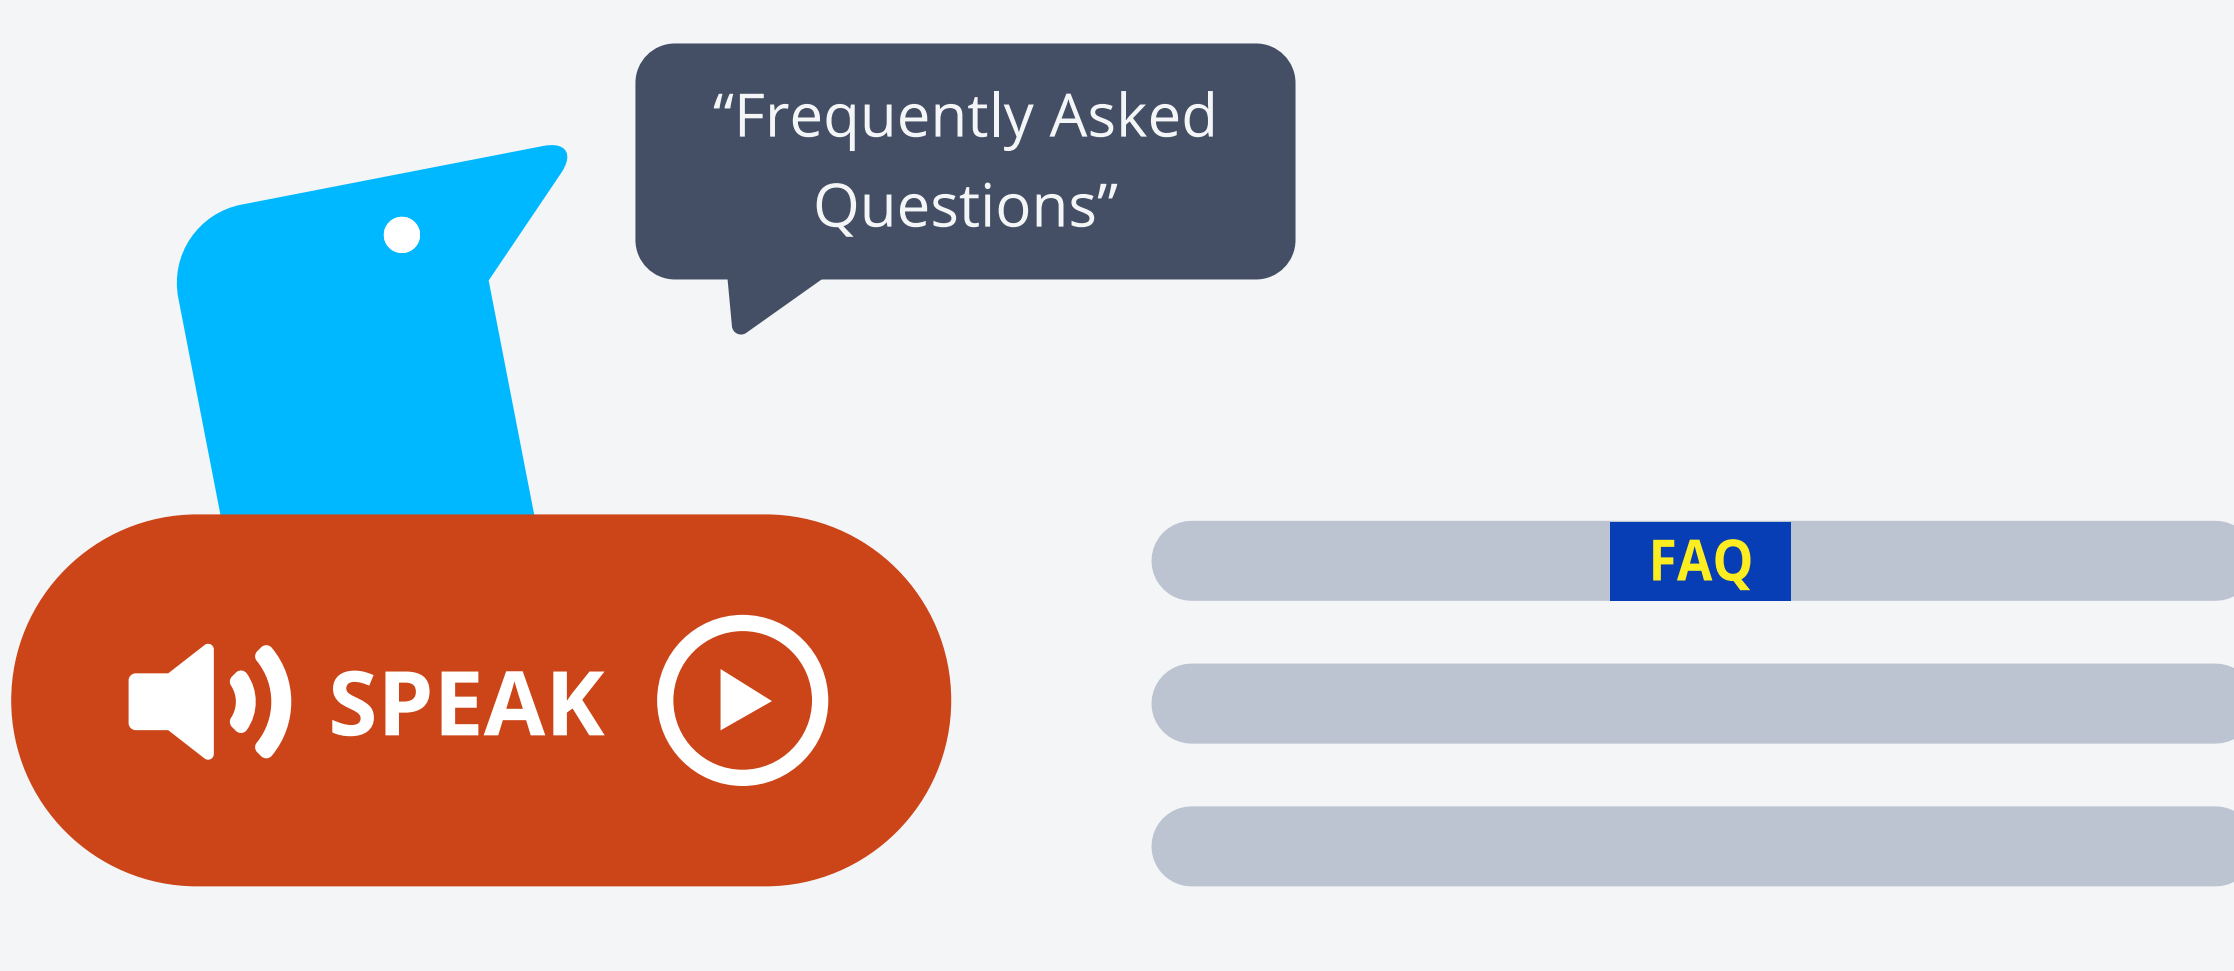 “Frequently Asked
Questions”
SPEAK
FAQ